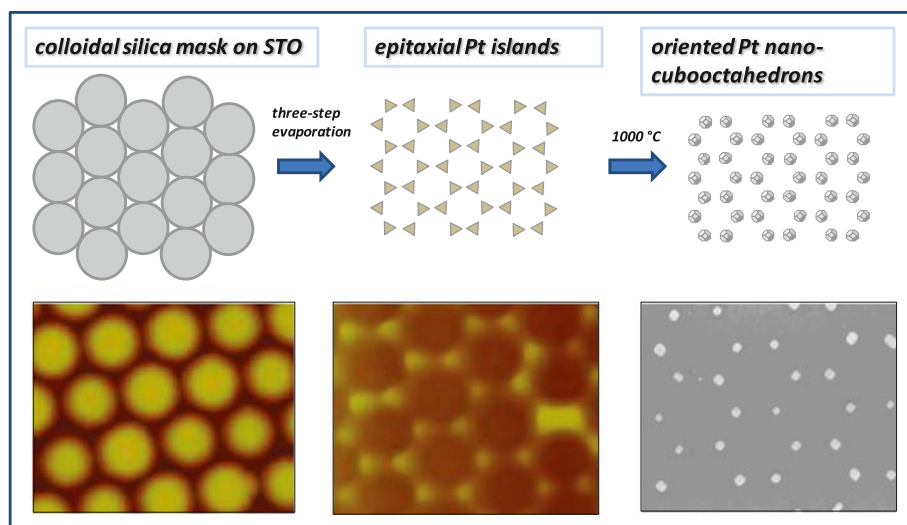 colloidal silica mask on STO
epitaxial Pt islands
oriented Pt nano-
cubooctahedrons
three-step
evaporation
1000 °C